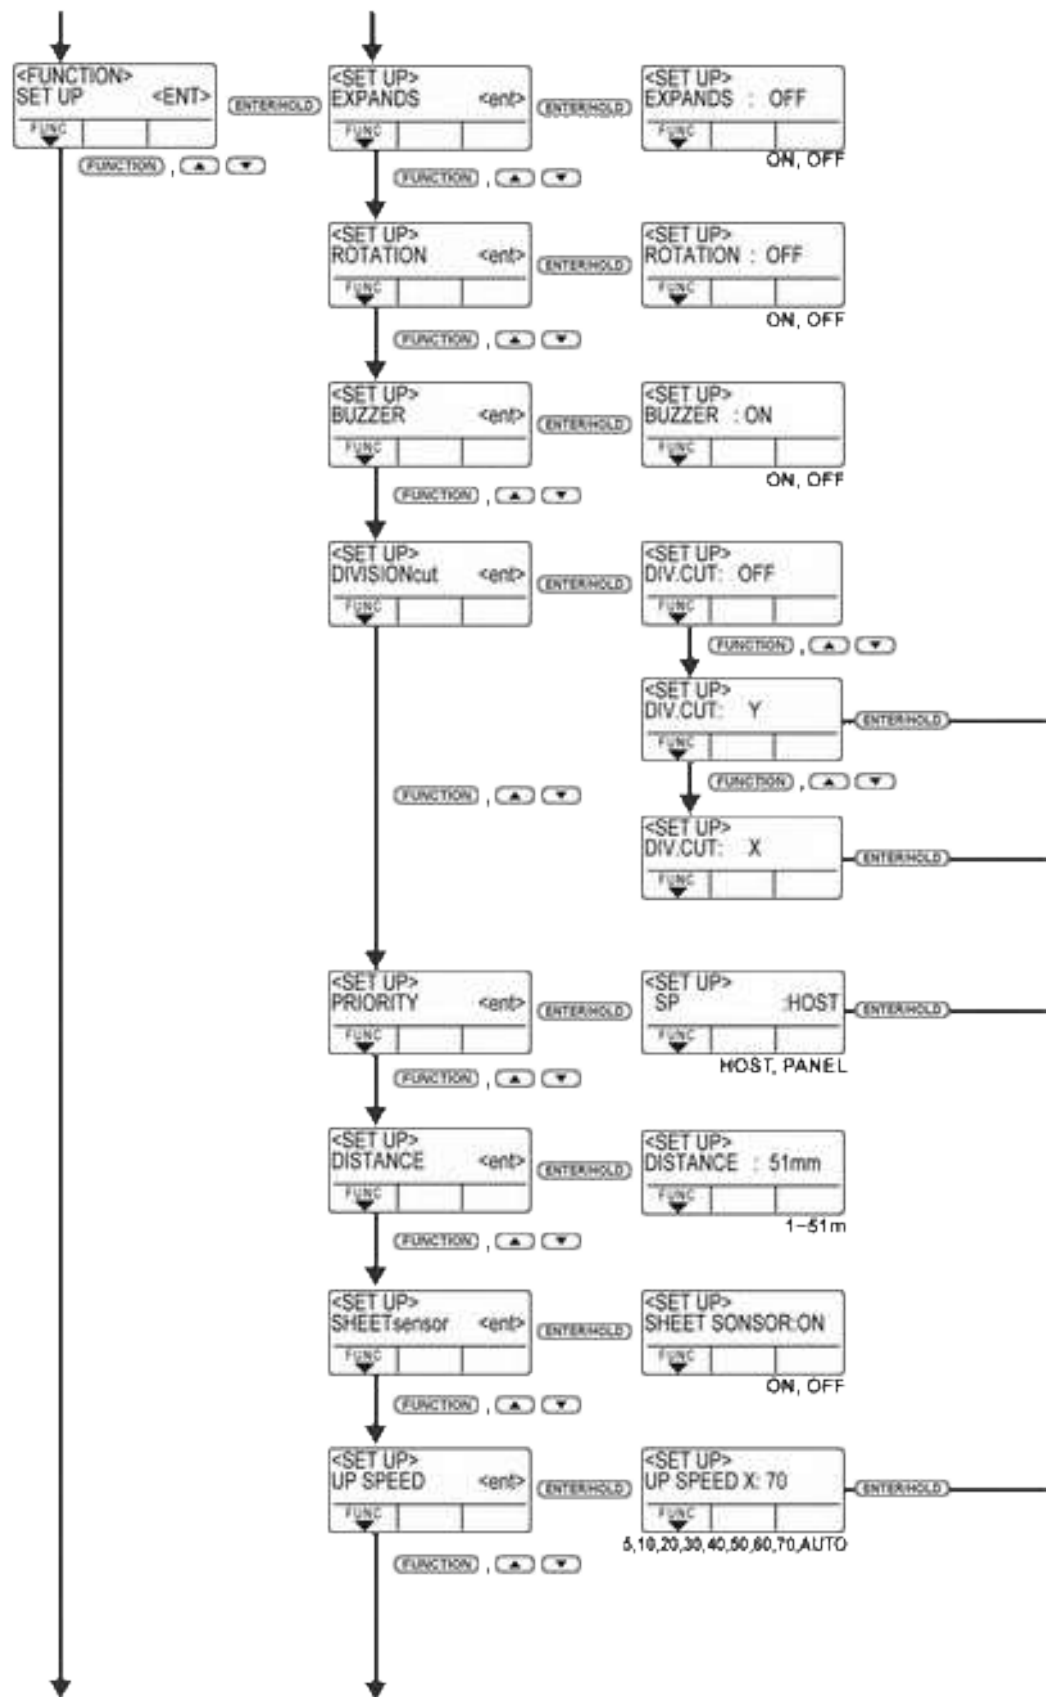 <FUNCTION>
SET UP <ENT>
FUNC
ENTER/HOLD
<SET UP>
EXPANDS <ent>
FUNC
ENTER/HOLD
<SET UP>
EXPANDS : OFF
FUNC
ON, OFF
FUNCTION , ▲ ▼
FUNCTION , ▲ ▼
<SET UP>
ROTATION <ent>
FUNC
ENTER/HOLD
<SET UP>
ROTATION : OFF
FUNC
ON, OFF
FUNCTION , ▲ ▼
<SET UP>
BUZZER <ent>
FUNC
ENTER/HOLD
<SET UP>
BUZZER : ON
FUNC
ON, OFF
FUNCTION , ▲ ▼
<SET UP>
DIVISIONcut <ent>
FUNC
ENTER/HOLD
<SET UP>
DIV.CUT: OFF
FUNC
FUNCTION , ▲ ▼
<SET UP>
DIV.CUT: Y
FUNC
ENTER/HOLD
FUNCTION , ▲ ▼
FUNCTION , ▲ ▼
<SET UP>
DIV.CUT: X
FUNC
ENTER/HOLD
<SET UP>
PRIORITY <ent>
FUNC
ENTER/HOLD
<SET UP>
SP :HOST
FUNC
ENTER/HOLD
HOST, PANEL
FUNCTION , ▲ ▼
<SET UP>
DISTANCE <ent>
FUNC
ENTER/HOLD
<SET UP>
DISTANCE : 51mm
FUNC
1–51m
FUNCTION , ▲ ▼
<SET UP>
SHEETsensor <ent>
FUNC
ENTER/HOLD
<SET UP>
SHEET SONSOR:ON
FUNC
ON, OFF
FUNCTION , ▲ ▼
<SET UP>
UP SPEED <ent>
FUNC
ENTER/HOLD
<SET UP>
UP SPEED X: 70
FUNC
ENTER/HOLD
5,10,20,30,40,50,60,70,AUTO
FUNCTION , ▲ ▼